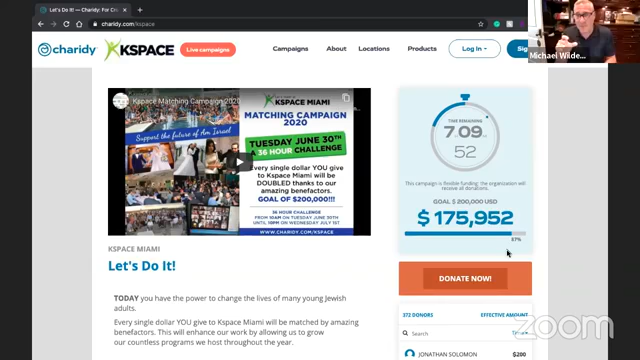 Let's Do It! — Charidy: For Ch
charidy.com/kspace
charidy
KSPACE
Live campaigns
Campaigns
About
Locations
Products
Log In
Sig
Michael Wilde...
Kspace Matching Campaign 2020
KSPACE MIAMI
MATCHING CAMPAIGN
2020
Support the future of Am Israel
TUESDAY JUNE 30TH
A 36 HOUR
CHALLENGE
Every single dollar YOU give
to Kspace Miami will be
DOUBLED thanks to our
amazing benefactors.
GOAL OF $200,000!!!
36 HOUR CHALLENGE
FROM 10AM ON TUESDAY JUNE 30TH
UNTIL 10PM ON WEDNESDAY JULY 1ST
WWW.CHARIDY.COM/KSPACE
TIME REMAINING
7:09
52
This campaign is flexible funding: the organization will
receive all donations.
GOAL $ 200,000 USD
$ 175,952
87%
DONATE NOW!
KSPACE MIAMI
Let's Do It!
TODAY you have the power to change the lives of many young Jewish
adults.
Every single dollar YOU give to Kspace Miami will be matched by amazing
benefactors. This will enhance our work by allowing us to grow
our countless programs we host throughout the year.
372 DONORS
EFFECTIVE AMOUNT
Search
JONATHAN SOLOMON
$200
zoom